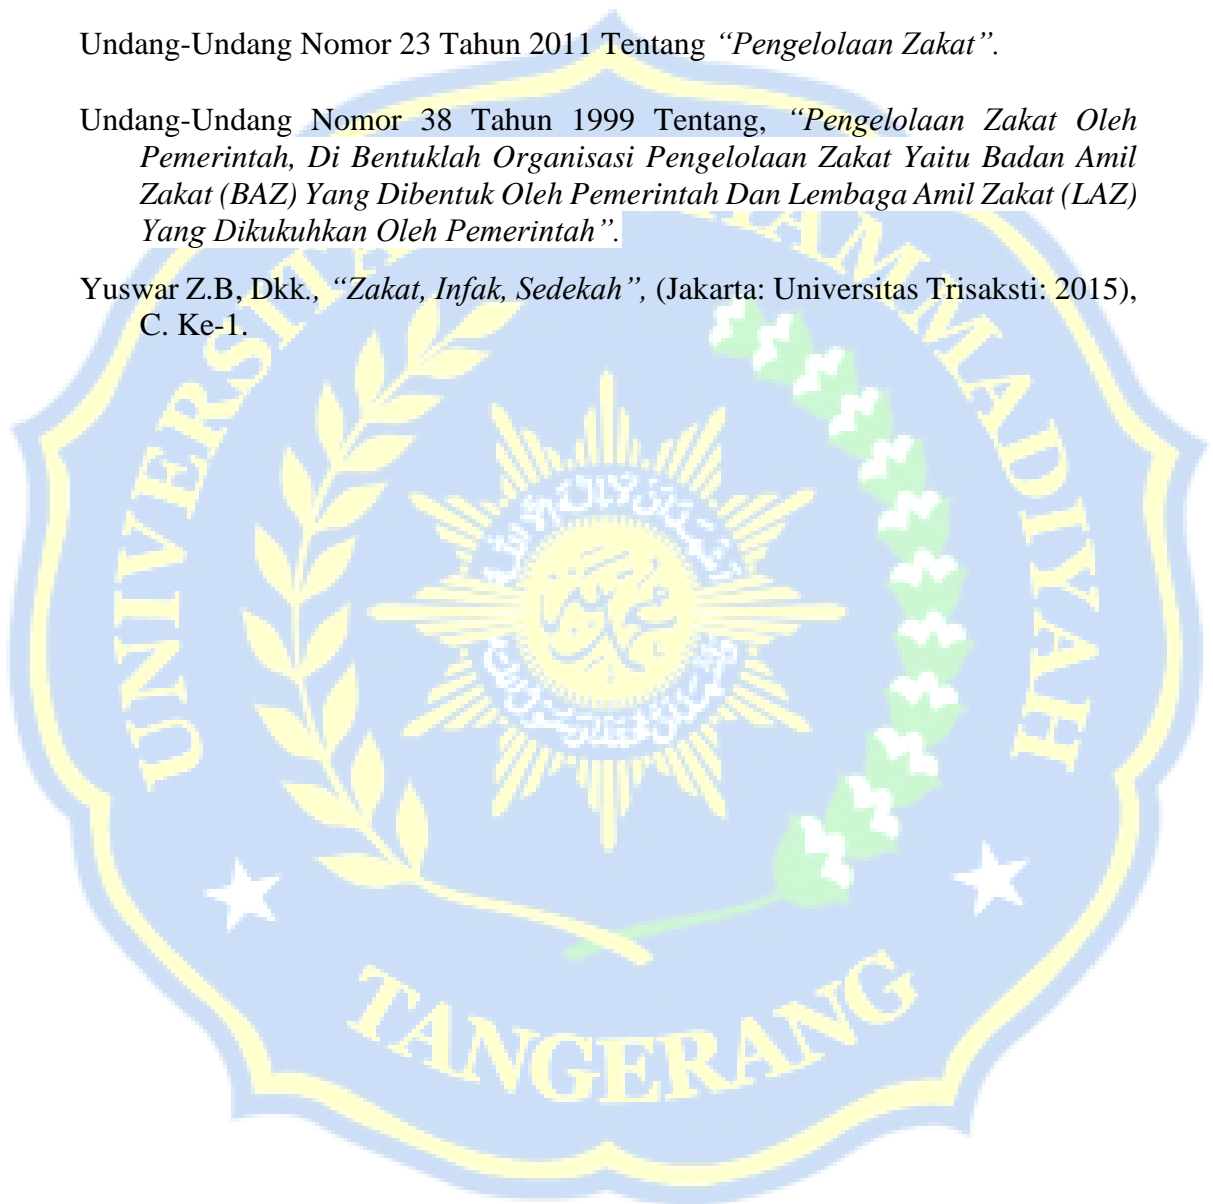 Undang-Undang Nomor 23 Tahun 2011 Tentang “Pengelolaan Zakat”.
Undang-Undang Nomor 38 Tahun 1999 Tentang, “Pengelolaan Zakat Oleh
Pemerintah, Di Bentuklah Organisasi Pengelolaan Zakat Yaitu Badan Amil
Zakat (BAZ) Yang Dibentuk Oleh Pemerintah Dan Lembaga Amil Zakat (LAZ)
Yang Dikukuhkan Oleh Pemerintah”.
Yuswar Z.B, Dkk., “Zakat, Infak, Sedekah”, (Jakarta: Universitas Trisaksti: 2015),
C. Ke-1.
UNIVERSITAS MUHAMMADIYAH
TANGERANG